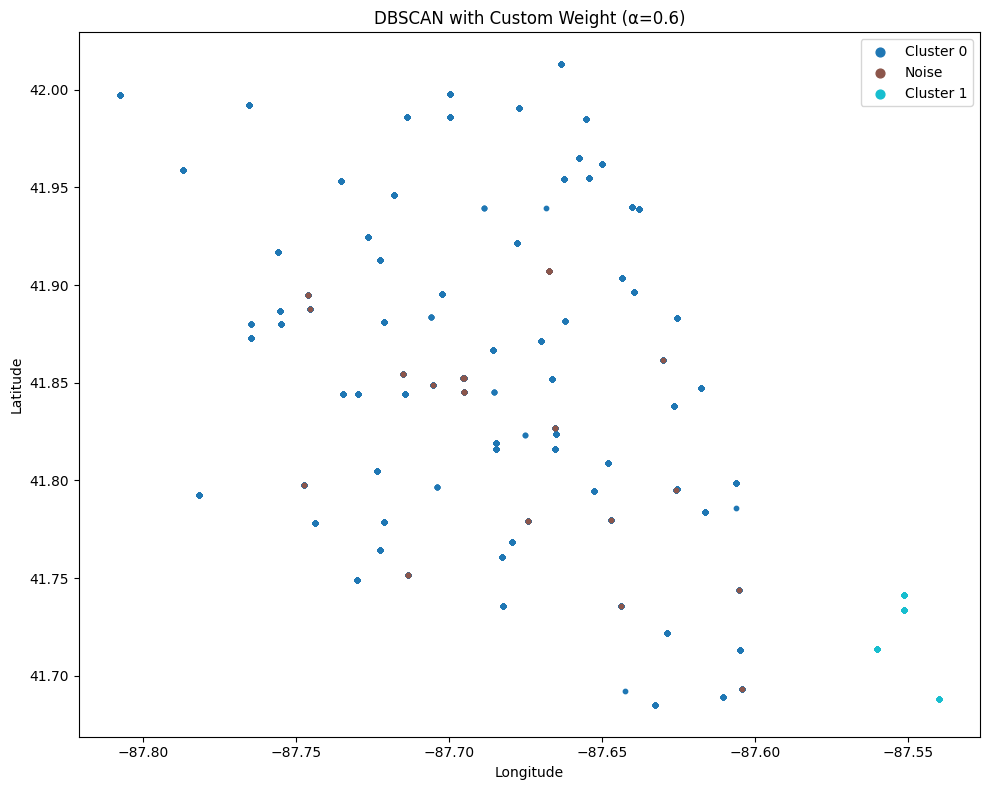 DBSCAN with Custom Weight (α=0.6)
Cluster 0
Noise
Cluster 1
42.00
41.95
41.90
41.85
41.80
41.75
41.70
Latitude
−87.80
−87.75
−87.70
−87.65
−87.60
−87.55
Longitude